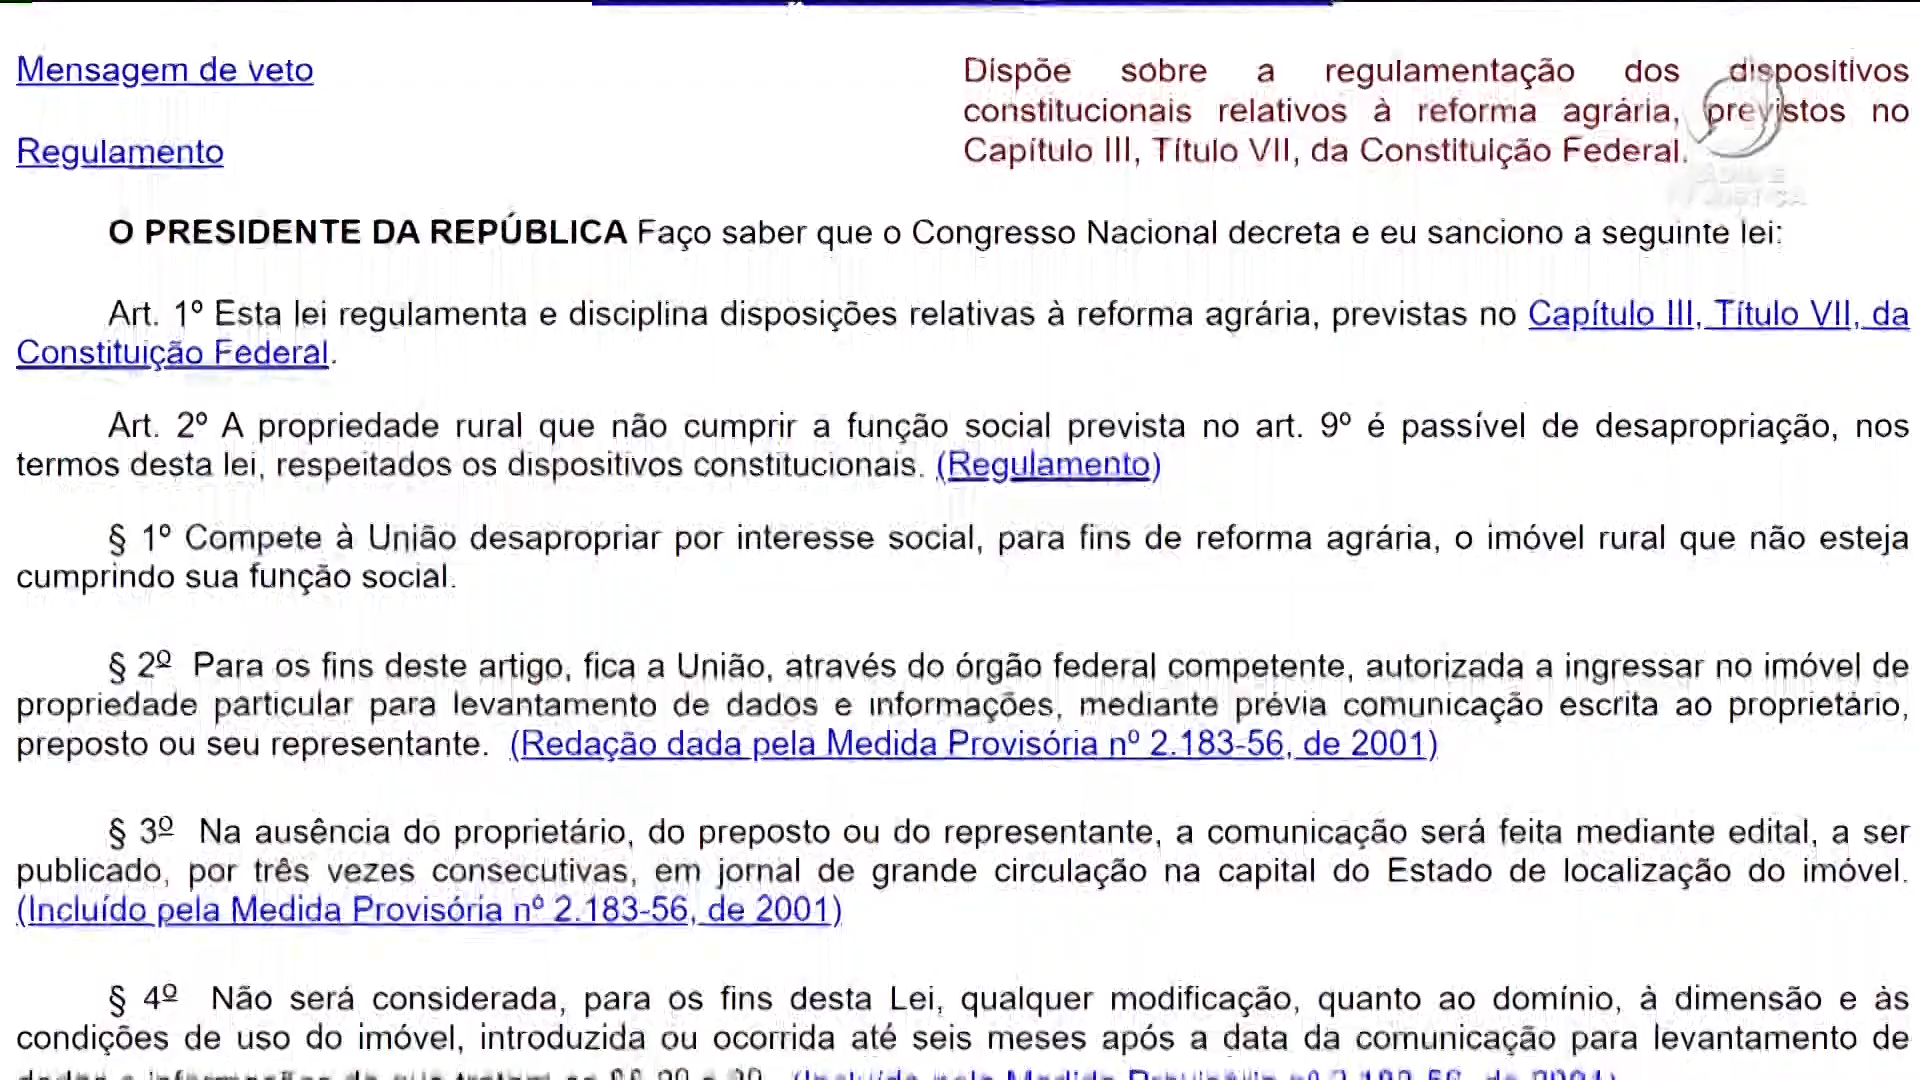 Mensagem de veto
Dispõe sobre a regulamentação dos dispositivos
constitucionais relativos à reforma agrária, previstos no
Regulamento
Capítulo III, Título VII, da Constituição Federal.
O PRESIDENTE DA REPÚBLICA Faço saber que o Congresso Nacional decreta e eu sanciono a seguinte lei:
Art. 1º Esta lei regulamenta e disciplina disposições relativas à reforma agrária, previstas no Capítulo III, Título VII, da
Constituição Federal.
Art. 2º A propriedade rural que não cumprir a função social prevista no art. 9º é passível de desapropriação, nos
termos desta lei, respeitados os dispositivos constitucionais. (Regulamento)
§ 1º Compete à União desapropriar por interesse social, para fins de reforma agrária, o imóvel rural que não esteja
cumprindo sua função social.
§ 2º Para os fins deste artigo, fica a União, através do órgão federal competente, autorizada a ingressar no imóvel de
propriedade particular para levantamento de dados e informações, mediante prévia comunicação escrita ao proprietário,
preposto ou seu representante. (Redação dada pela Medida Provisória nº 2.183-56, de 2001)
§ 3º Na ausência do proprietário, do preposto ou do representante, a comunicação será feita mediante edital, a ser
publicado, por três vezes consecutivas, em jornal de grande circulação na capital do Estado de localização do imóvel.
(Incluído pela Medida Provisória nº 2.183-56, de 2001)
§ 4º Não será considerada, para os fins desta Lei, qualquer modificação, quanto ao domínio, à dimensão e às
condições de uso do imóvel, introduzida ou ocorrida até seis meses após a data da comunicação para levantamento de